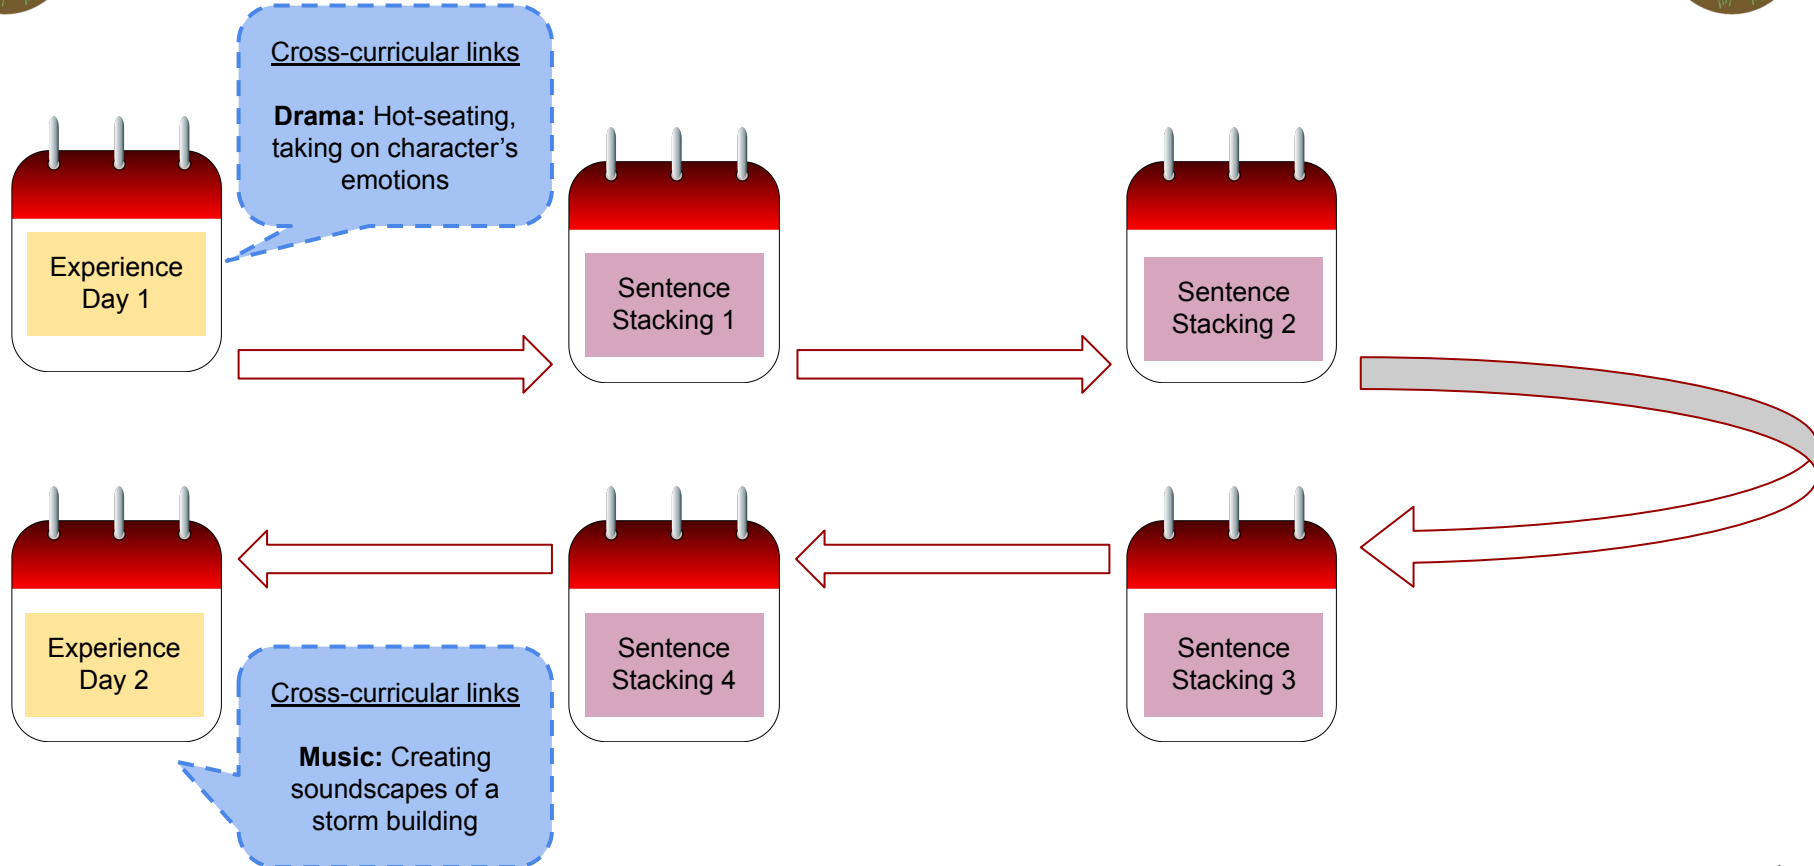 Cross-curricular links
Drama: Hot-seating,
taking on character’s
emotions
Experience
Day 1
Sentence
Stacking 1
Sentence
Stacking 2
Experience
Day 2
Sentence
Stacking 4
Sentence
Stacking 3
Cross-curricular links
Music: Creating
soundscapes of a
storm building